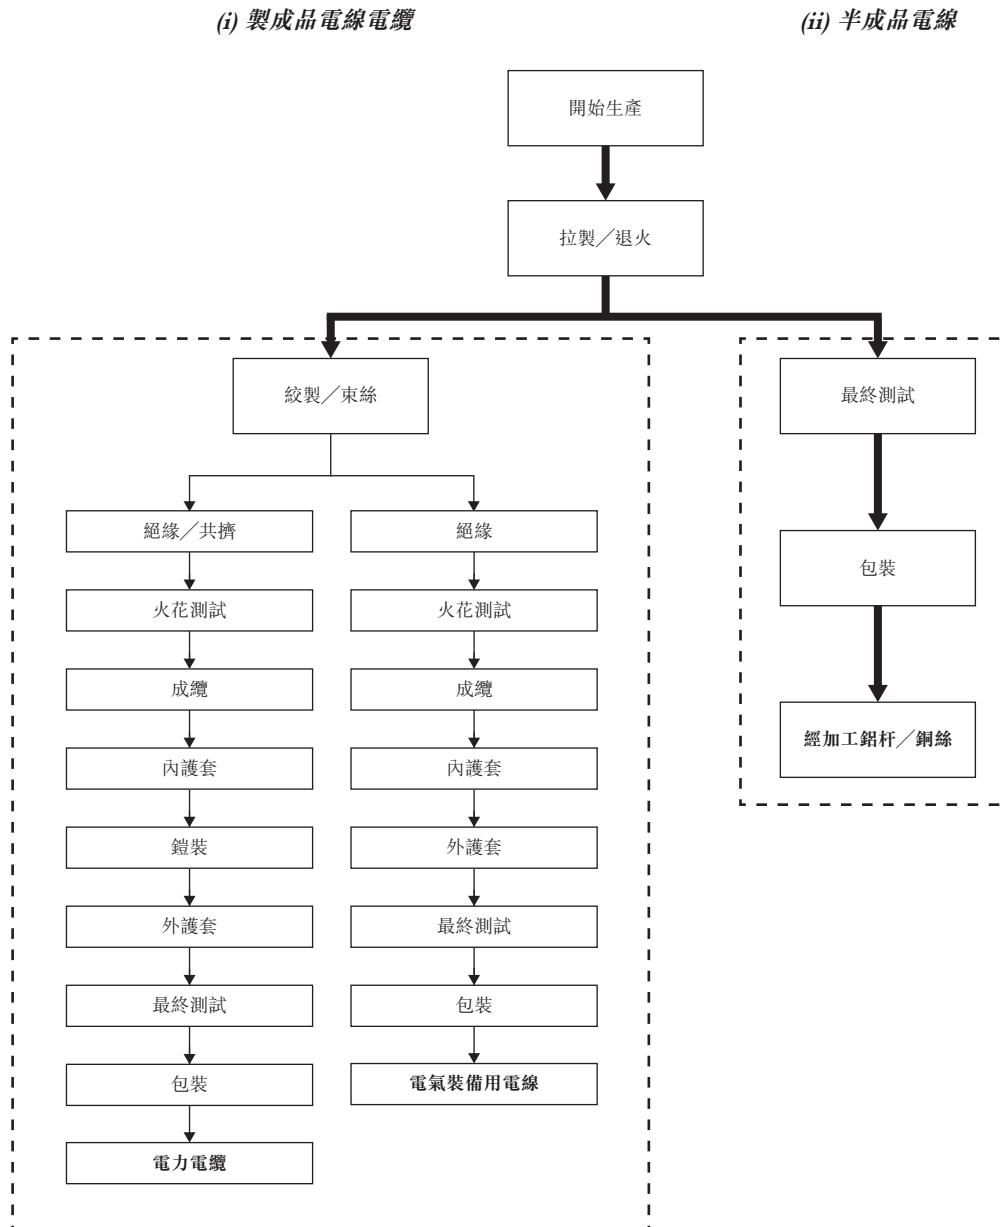 (i) 製成品電線電纜
(ii) 半成品電線
開始生產
拉製／退火
絞製／束絲
絕緣／共擠
火花測試
成纜
內護套
鎧裝
外護套
最終測試
包裝
電力電纜
絕緣
火花測試
成纜
內護套
外護套
最終測試
包裝
電氣裝備用電線
最終測試
包裝
經加工鋁杆／銅絲